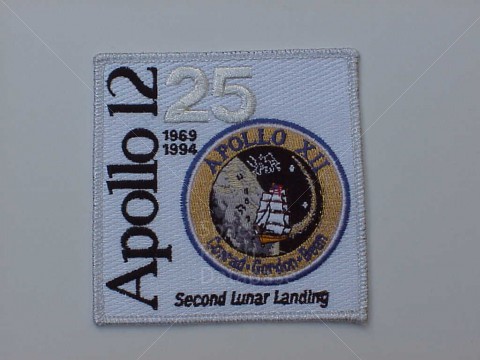 Apollo 12
25
1969
1994
APOLLO XII
Conrad • Gordon • Bean
Second Lunar Landing